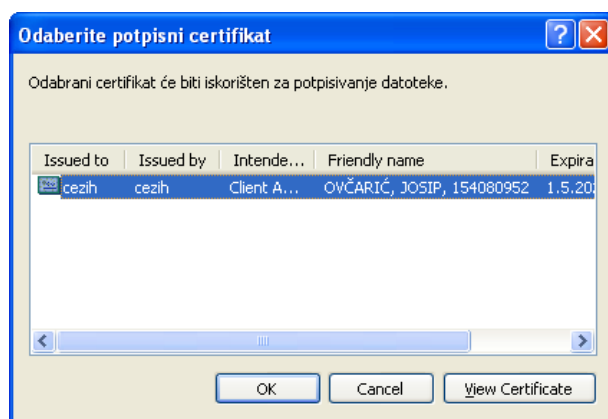 Odaberite potpisni certifikat
Odabrani certifikat će biti iskorišten za potpisivanje datoteke.
Issued to Issued by Intende... Friendly name Expira
cezih cezih Client A... OVČARIĆ, JOSIP, 154080952 1.5.20
OK Cancel View Certificate